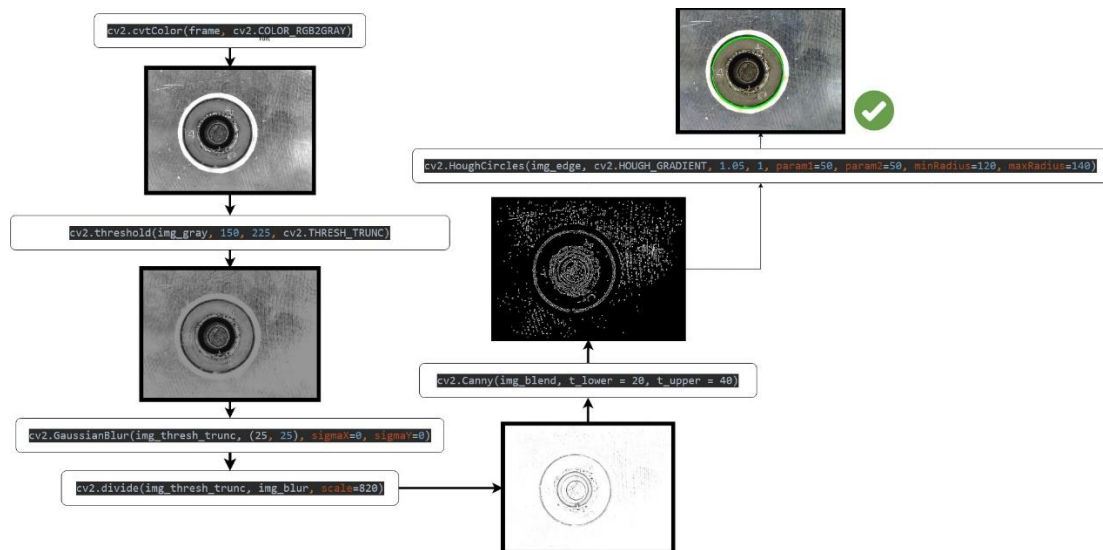 cv2.cvtColor(frame, cv2.COLOR_RGB2GRAY)
cv2.threshold(img_gray, 150, 225, cv2.THRESH_TRUNC)
cv2.GaussianBlur(img_thresh_trunc, (25, 25), sigmaX=0, sigmaY=0)
cv2.divide(img_thresh_trunc, img_blur, scale=820)
cv2.Canny(img_blend, t_lower = 20, t_upper = 40)
cv2.HoughCircles(img_edge, cv2.HOUGH_GRADIENT, 1.05, 1, param1=50, param2=50, minRadius=120, maxRadius=140)